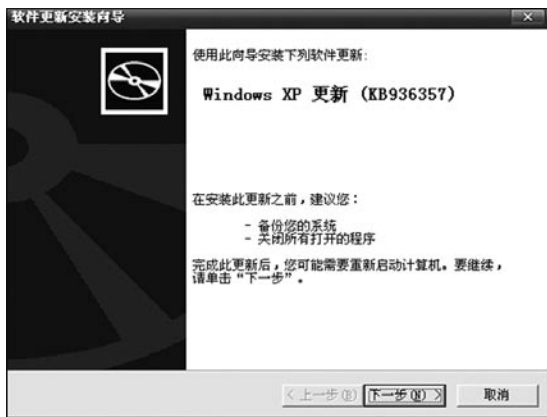 软件更新安装向导
使用此向导安装下列软件更新:
Windows XP 更新 (KB936357)
在安装此更新之前，建议您：
- 备份您的系统
- 关闭所有打开的程序
完成此更新后，您可能需要重新启动计算机。要继续，
请单击“下一步”。
< 上一步(B) 下一步(N) > 取消